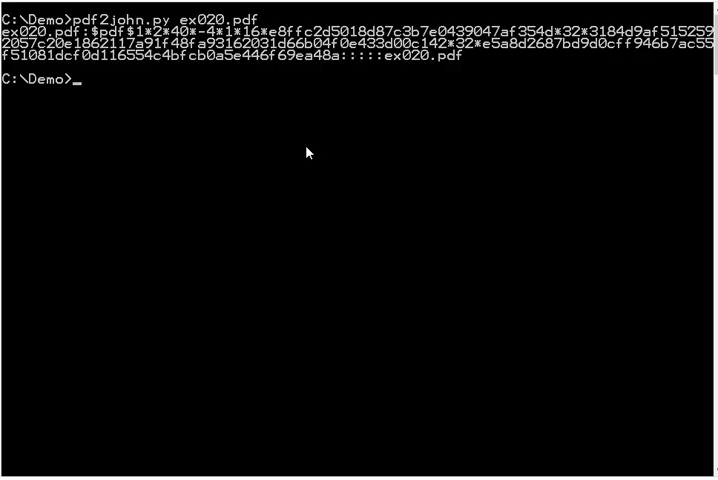 C:\Demo>pdf2john.py ex020.pdf
ex020.pdf:$pdf$1*2*40*-4*1*16*e8ffc2d5018d87c3b7e0439047af354d*32*3184d9af515259
2057c20e1862117a91f48fa93162031d66b04f0e433d00c142*32*e5a8d2687bd9d0cff946b7ac55
f51081dcf0d116554c4bfcb0a5e446f69ea48a:::::ex020.pdf
C:\Demo>_